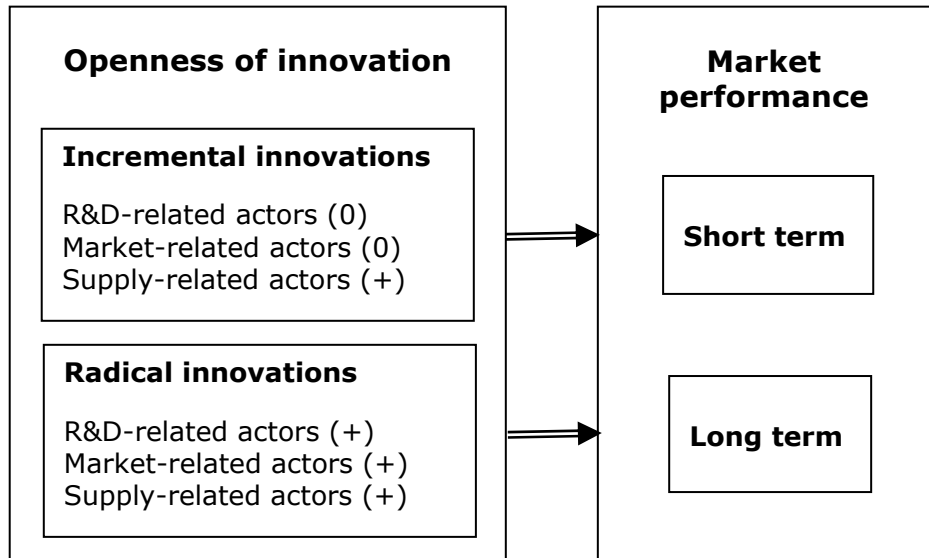 Openness of innovation
Incremental innovations
R&D-related actors (0)
Market-related actors (0)
Supply-related actors (+)
Radical innovations
R&D-related actors (+)
Market-related actors (+)
Supply-related actors (+)
Market
performance
Short term
Long term